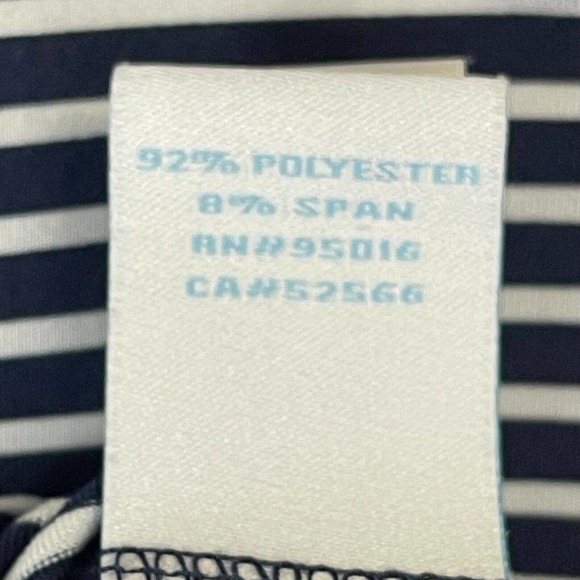 92% POLYESTER
8% SPAN
RN#95016
CA#52566